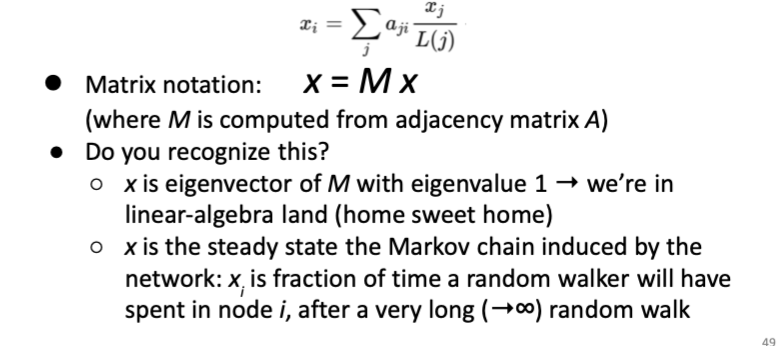 x_i = ∑_j a_{ji} x_j / L(j)
● Matrix notation: x = M x
(where M is computed from adjacency matrix A)
● Do you recognize this?
○ x is eigenvector of M with eigenvalue 1 → we’re in
linear-algebra land (home sweet home)
○ x is the steady state the Markov chain induced by the
network: x_i is fraction of time a random walker will have
spent in node i, after a very long (→∞) random walk
49